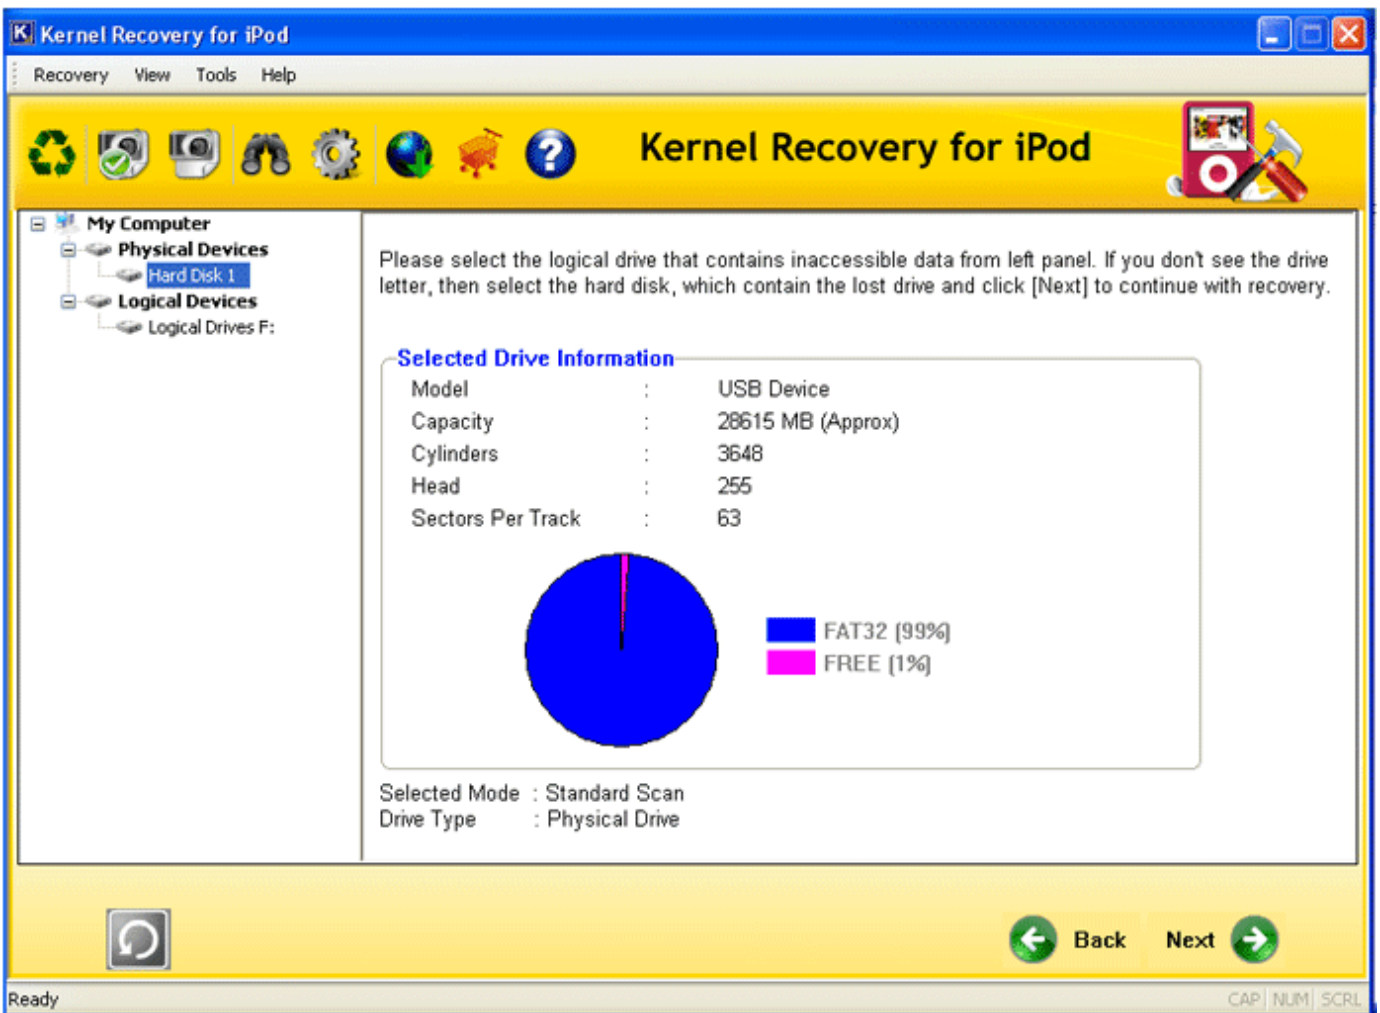 Kernel Recovery for iPod
Recovery View Tools Help
Kernel Recovery for iPod
My Computer
Physical Devices
Hard Disk 1
Logical Devices
Logical Drives F:
Please select the logical drive that contains inaccessible data from left panel. If you don't see the drive
letter, then select the hard disk, which contain the lost drive and click [Next] to continue with recovery.
Selected Drive Information
Model : USB Device
Capacity : 28615 MB (Approx)
Cylinders : 3648
Head : 255
Sectors Per Track : 63
FAT32 (99%)
FREE (1%)
Selected Mode : Standard Scan
Drive Type : Physical Drive
Back Next
Ready
CAP NUM SCRL